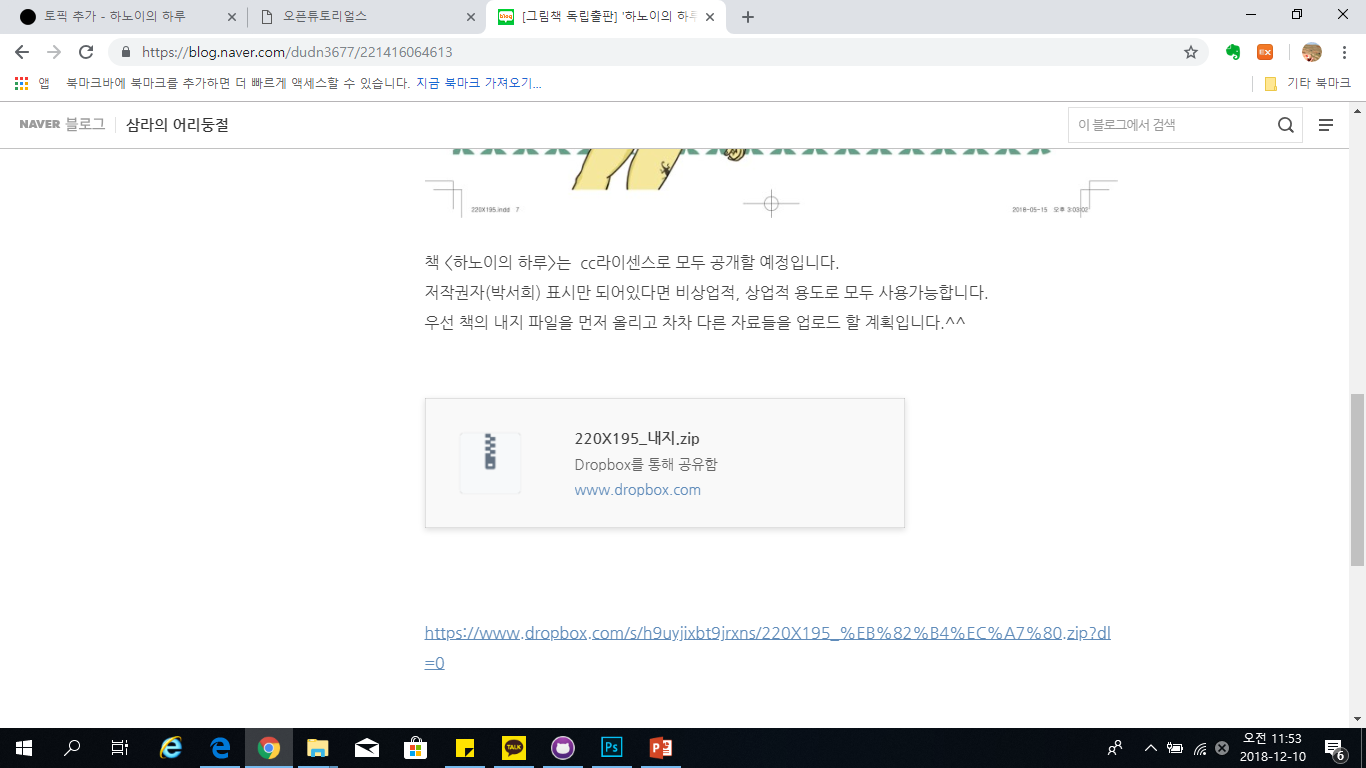 토픽 추가 - 하노이의 하루
오픈튜토리얼스
[그림책 독립출판] '하노이의 하루
https://blog.naver.com/dudn3677/221416064613
앱 북마크바에 북마크를 추가하면 더 빠르게 액세스할 수 있습니다. 지금 북마크 가져오기...
기타 북마크
NAVER 블로그 삼라의 어리둥절
이 블로그에서 검색
220X195.indd 7
2018-05-15 오후 3:03:02
책 <하노이의 하루>는 cc라이센스로 모두 공개할 예정입니다.
저작권자(박서희) 표시만 되어있다면 비상업적, 상업적 용도로 모두 사용가능합니다.
우선 책의 내지 파일을 먼저 올리고 차차 다른 자료들을 업로드 할 계획입니다.^^
220X195_내지.zip
Dropbox를 통해 공유함
www.dropbox.com
https://www.dropbox.com/s/h9uyjixbt9jrxns/220X195_%EB%82%B4%EC%A7%80.zip?dl
=0
TALK
Ps
오전 11:53
2018-12-10
6